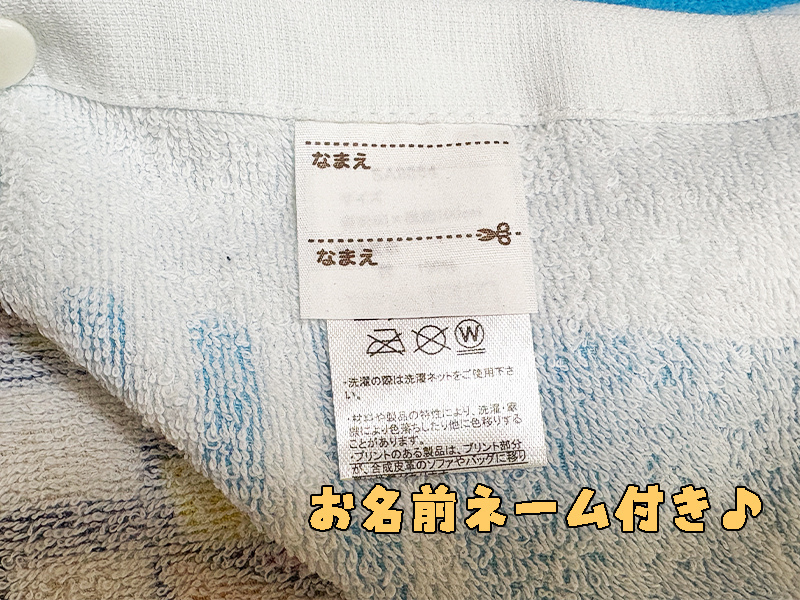 なまえ
なまえ
W
・洗濯の際は洗濯ネットをご使用下さ
い。
・材料や製品の特性により、洗濯・摩
擦により色落ちしたり他に色移りする
ことがあります。
・プリントのある製品は、プリント部分
が、合成皮革のソファやバッグに移り
お名前ネーム付き♪